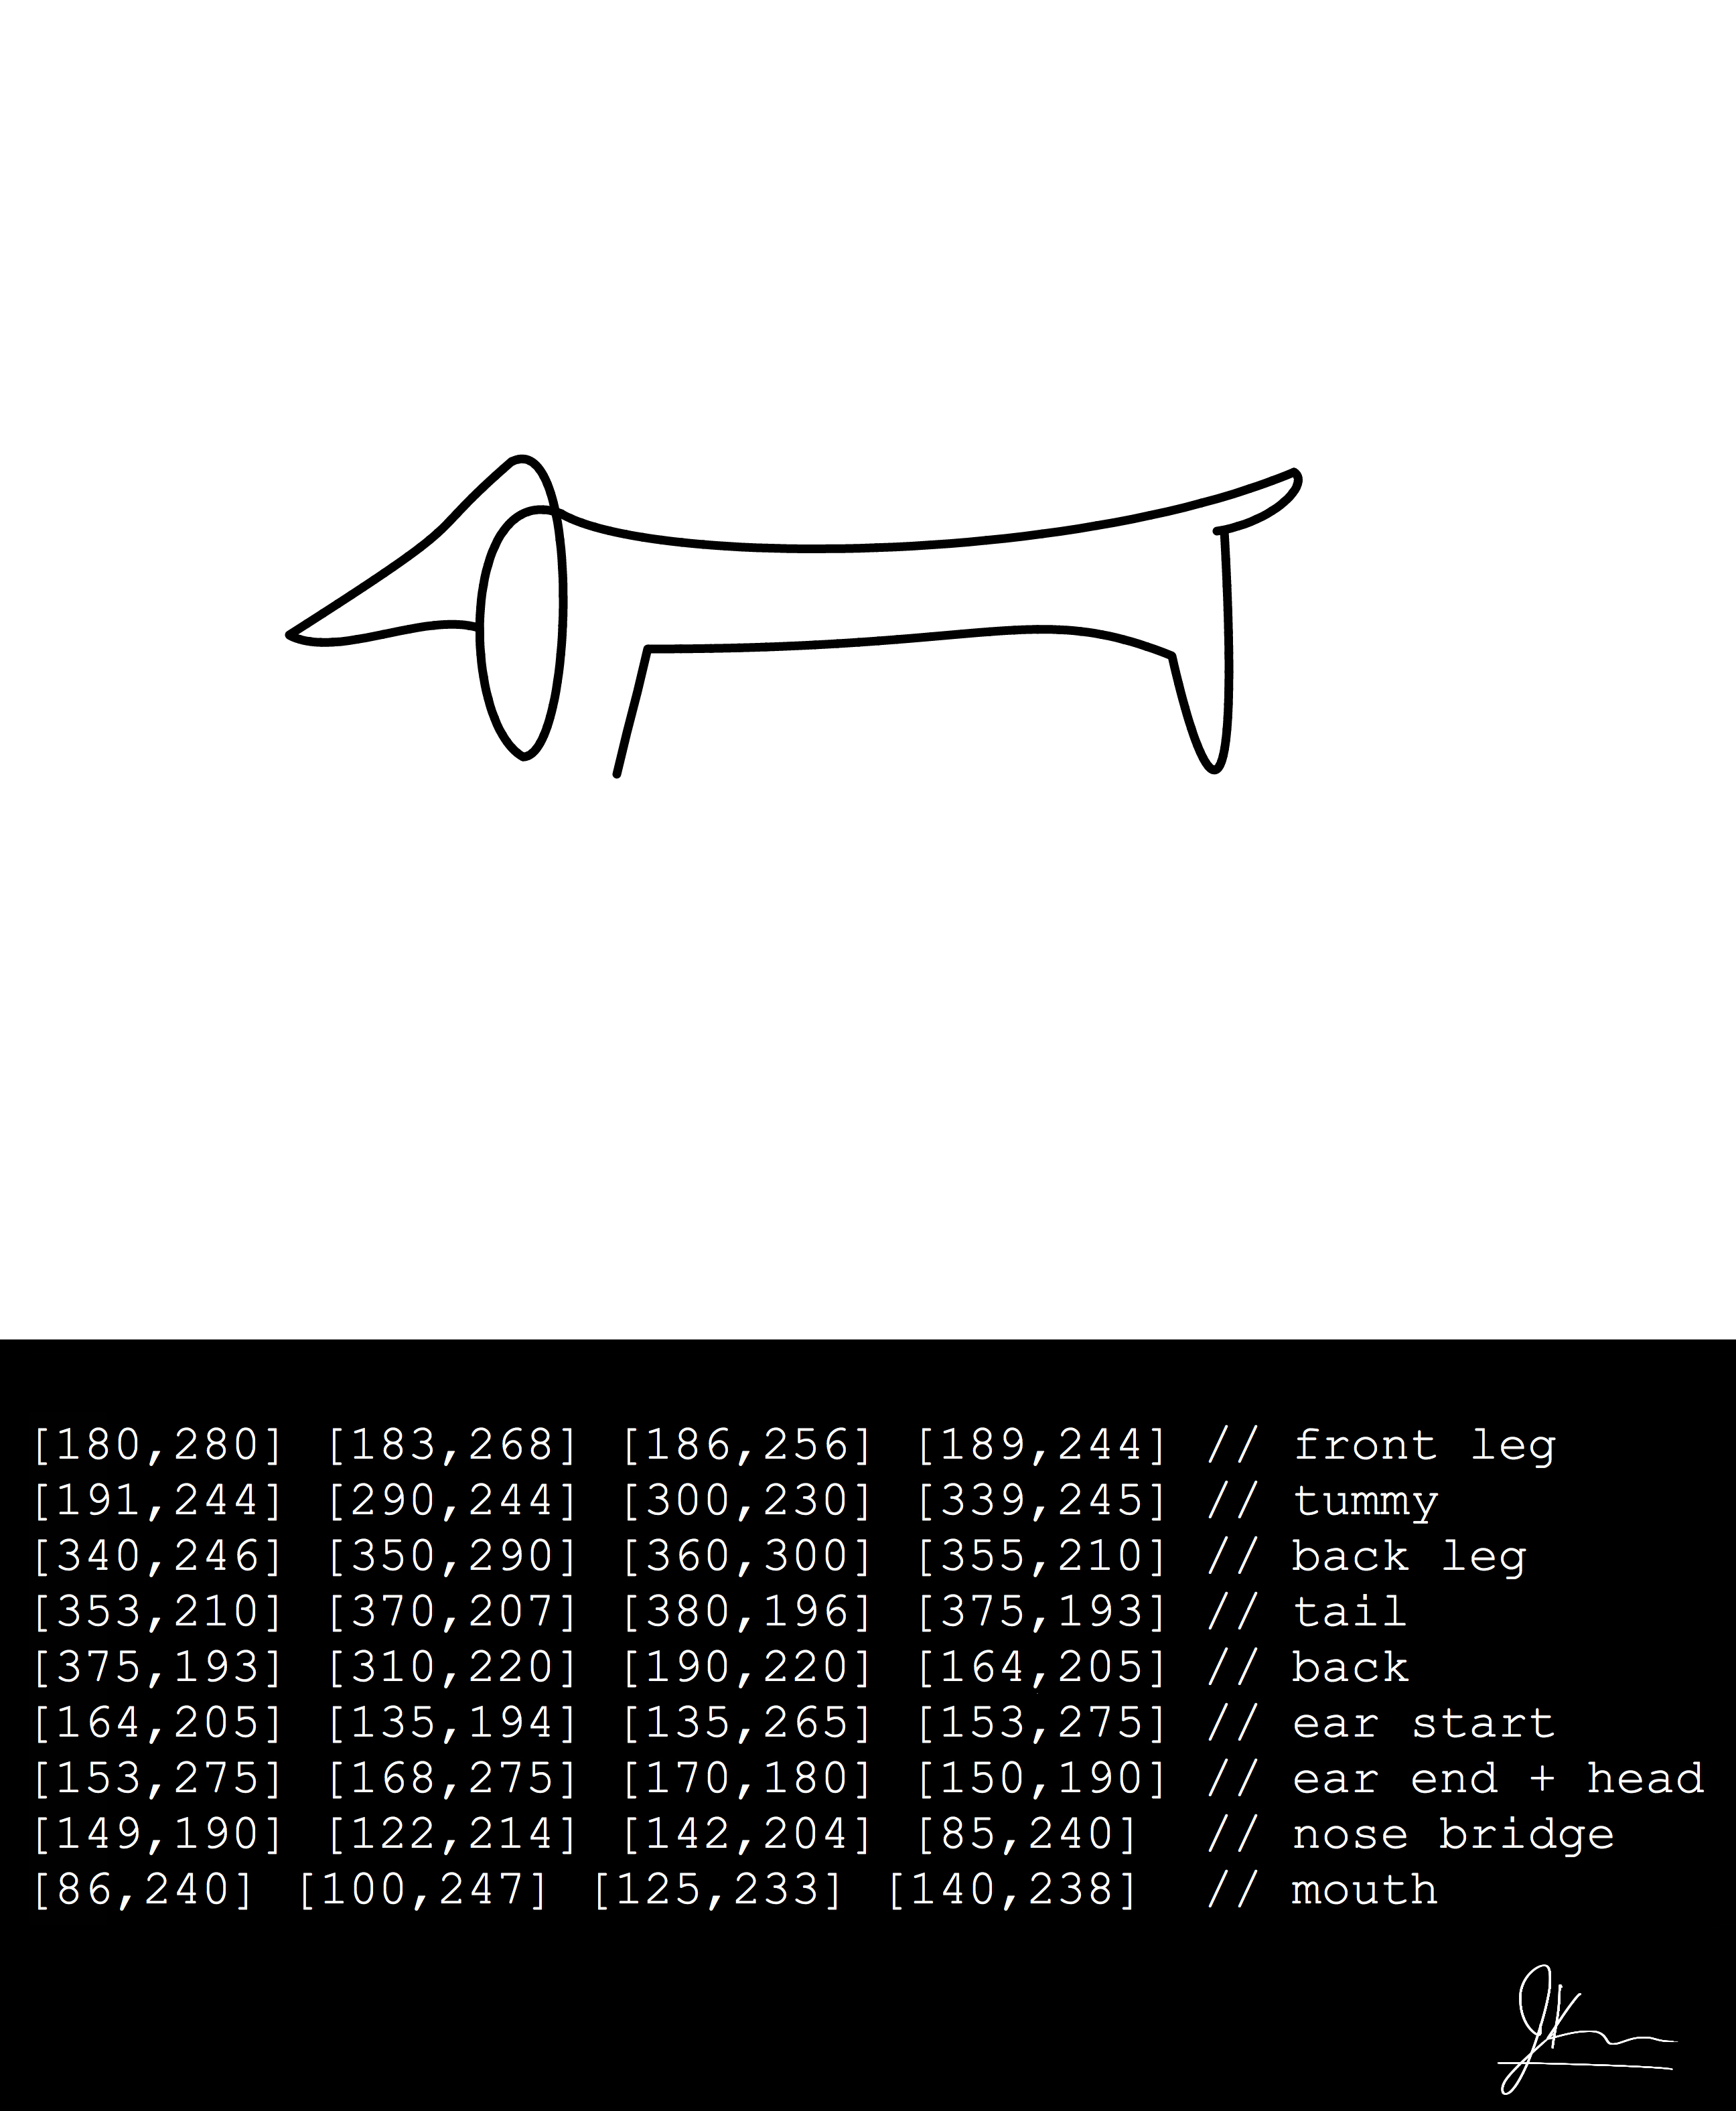 [180,280] [183,268] [186,256] [189,244] // front leg
[191,244] [290,244] [300,230] [339,245] // tummy
[340,246] [350,290] [360,300] [355,210] // back leg
[353,210] [370,207] [380,196] [375,193] // tail
[375,193] [310,220] [190,220] [164,205] // back
[164,205] [135,194] [135,265] [153,275] // ear start
[153,275] [168,275] [170,180] [150,190] // ear end + head
[149,190] [122,214] [142,204] [85,240] // nose bridge
[86,240] [100,247] [125,233] [140,238] // mouth